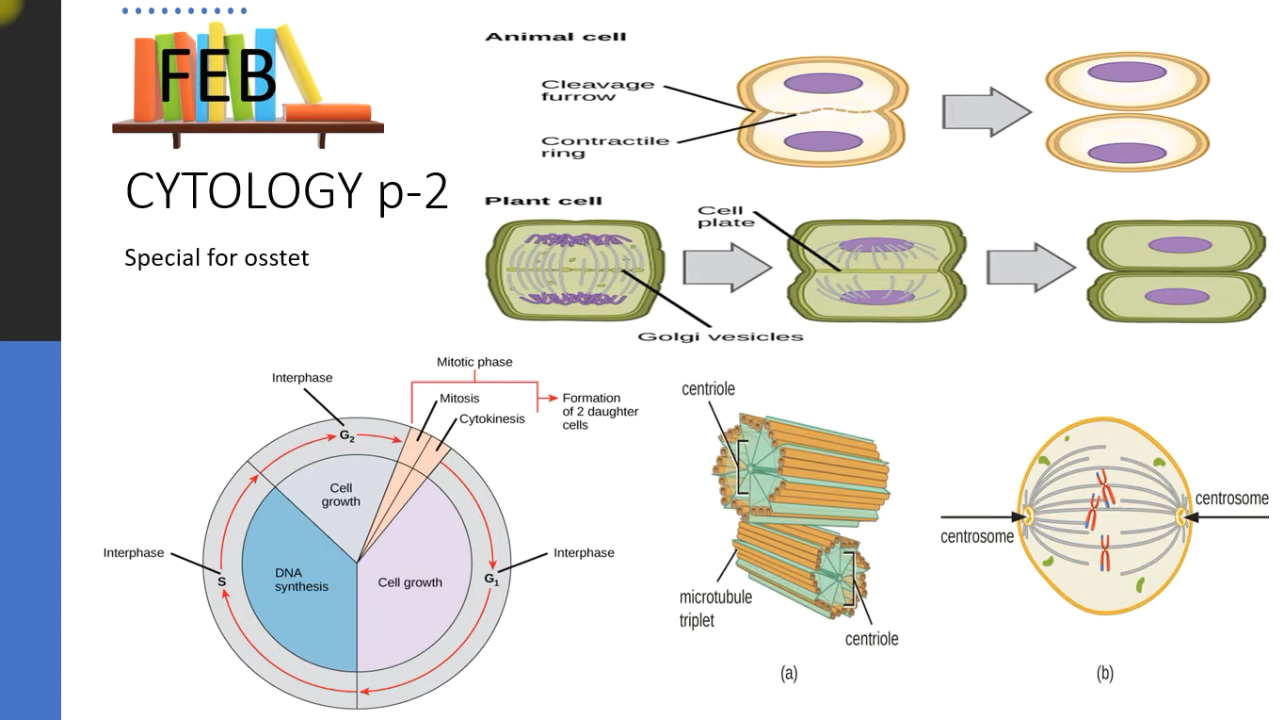 FEB
CYTOLOGY p-2
Special for osstet
Animal cell
Cleavage
furrow
Contractile
ring
Plant cell
Cell
plate
Golgi vesicles
Mitotic phase
Interphase
Mitosis
Cytokinesis
Formation
of 2 daughter
cells
G2
Cell
growth
Interphase
S
DNA
synthesis
Cell growth
G1
Interphase
centriole
microtubule
triplet
centriole
(a)
centrosome
centrosome
(b)